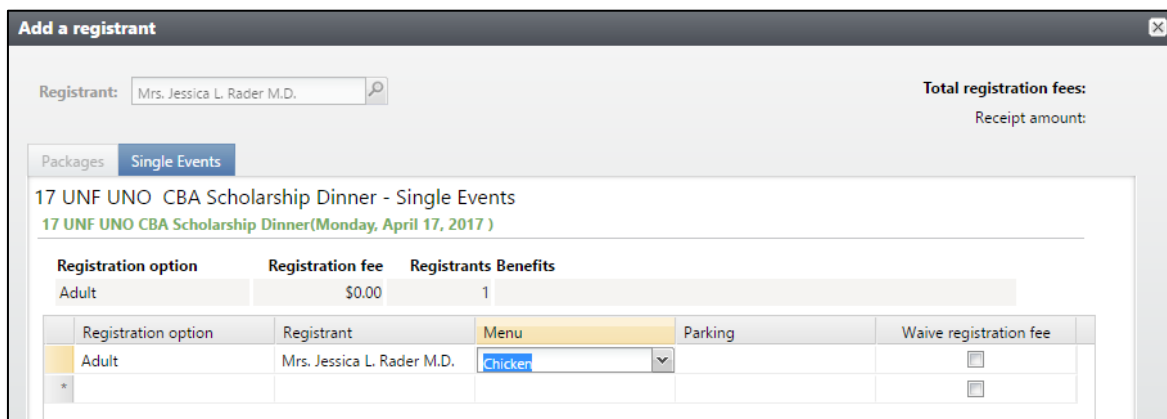 Add a registrant
Registrant: Mrs. Jessica L. Rader M.D. Total registration fees:
Receipt amount:
Packages Single Events
17 UNF UNO CBA Scholarship Dinner - Single Events
17 UNF UNO CBA Scholarship Dinner(Monday, April 17, 2017 )
Registration option Registration fee Registrants Benefits
Adult $0.00 1
Registration option Registrant Menu Parking Waive registration fee
Adult Mrs. Jessica L. Rader M.D. Chicken
*